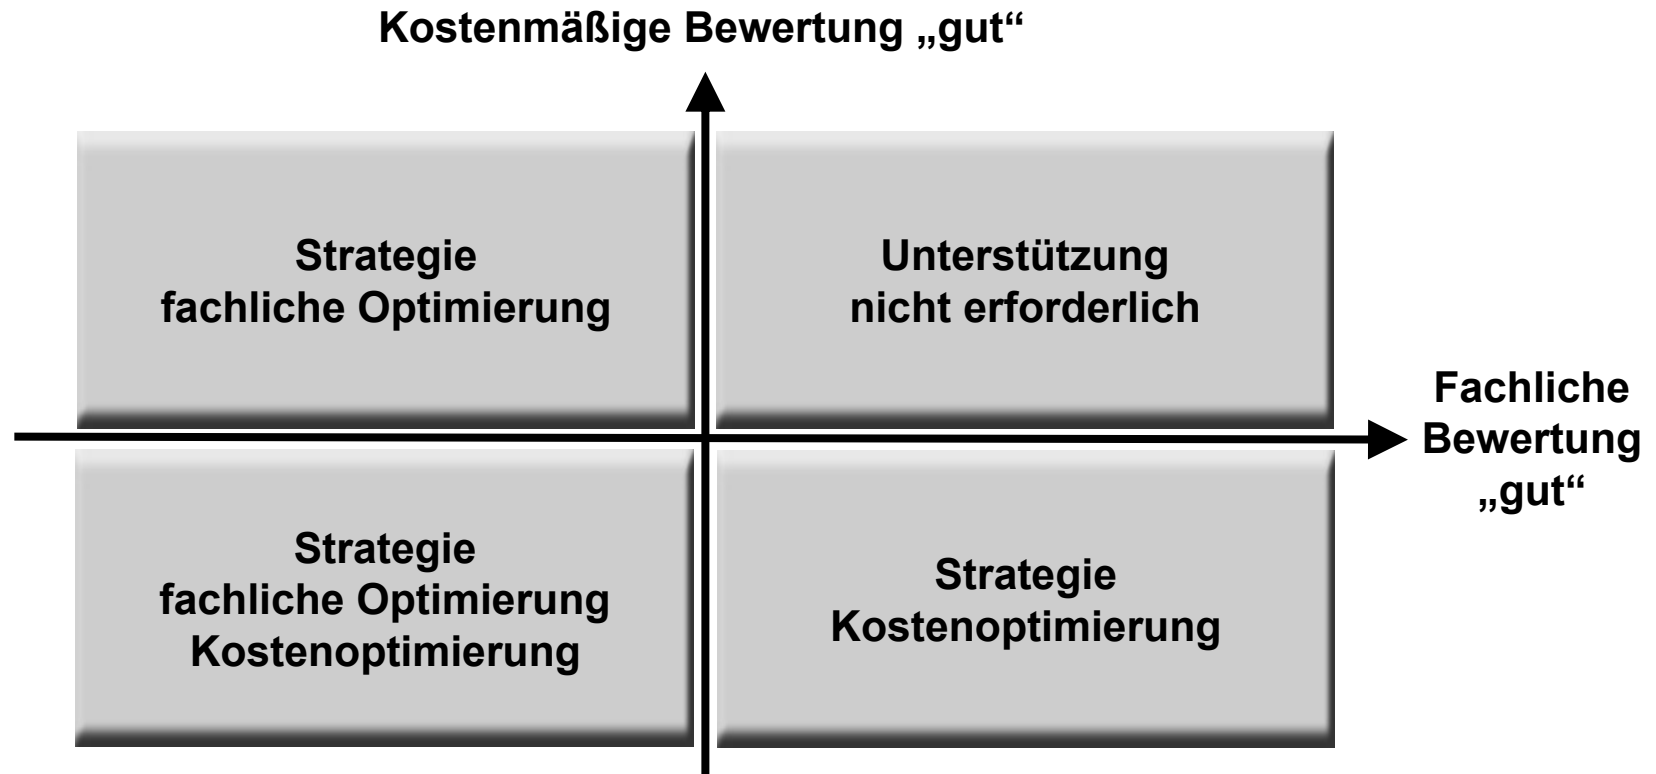 Kostenmäßige Bewertung „gut“
Strategie
fachliche Optimierung
Unterstützung
nicht erforderlich
Fachliche
Bewertung
„gut“
Strategie
fachliche Optimierung
Kostenoptimierung
Strategie
Kostenoptimierung